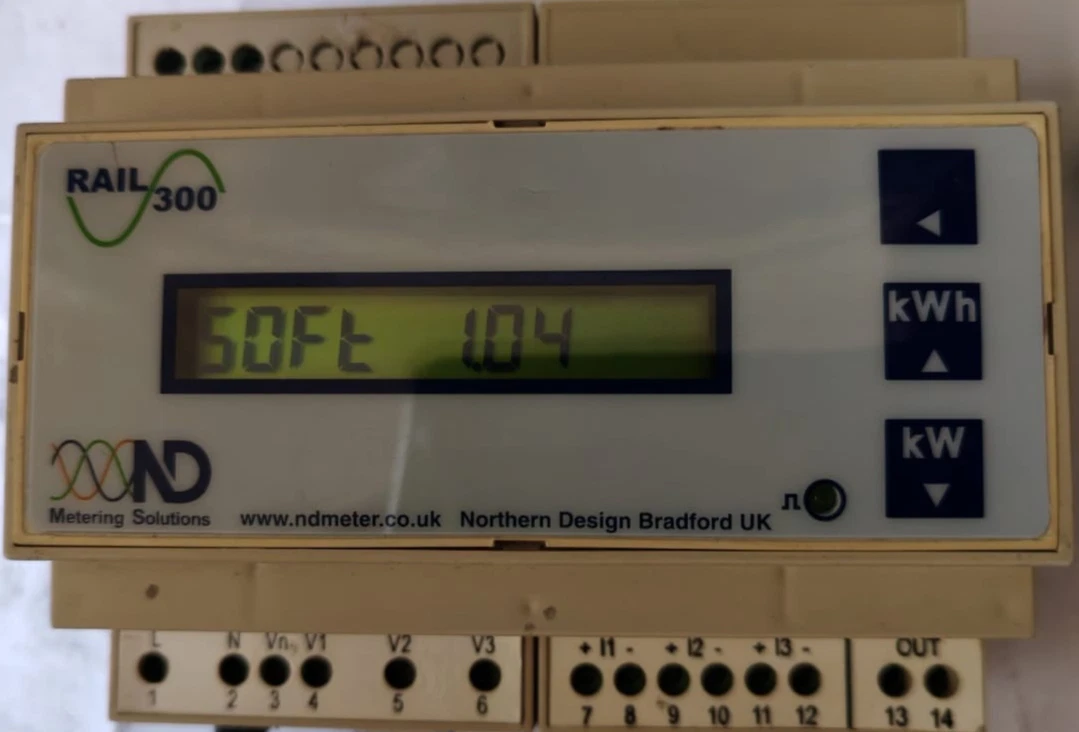 RAIL 300
SOFt 1.04
kWh
kW
ND
Metering Solutions
www.ndmeter.co.uk Northern Design Bradford UK
L N Vn V1 V2 V3 + I1 - + I2 - + I3 - OUT
1 2 3 4 5 6 7 8 9 10 11 12 13 14